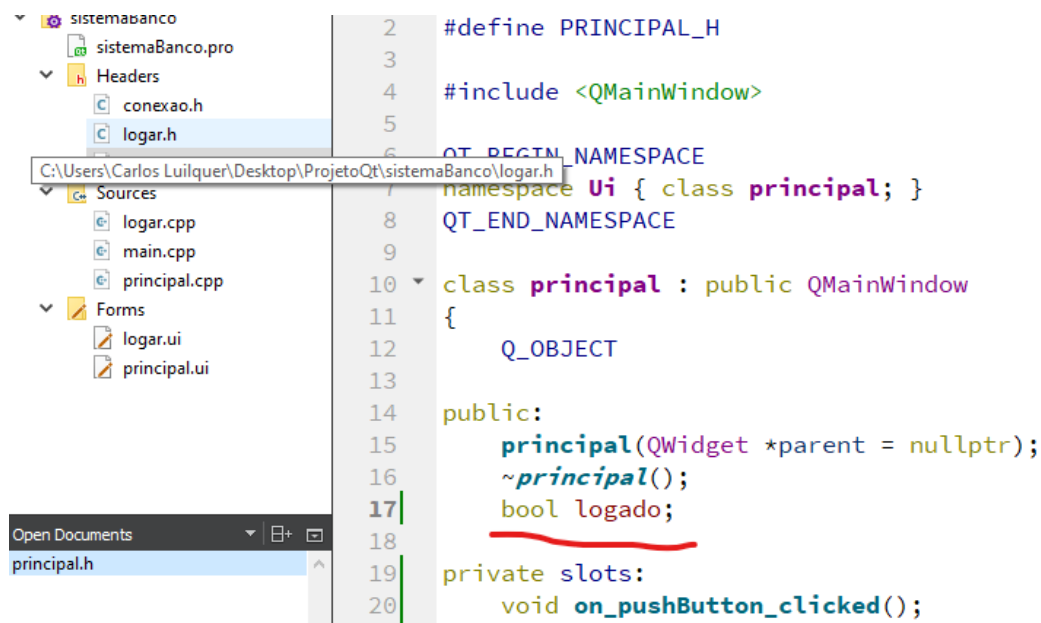 sistemaBanco
sistemaBanco.pro
Headers
conexao.h
logar.h
C:\Users\Carlos Luilquer\Desktop\ProjetoQt\sistemaBanco\logar.h
Sources
logar.cpp
main.cpp
principal.cpp
Forms
logar.ui
principal.ui
Open Documents
principal.h
2 #define PRINCIPAL_H
3
4 #include <QMainWindow>
5
6 QT_BEGIN_NAMESPACE
7 namespace Ui { class principal; }
8 QT_END_NAMESPACE
9
10 class principal : public QMainWindow
11 {
12 Q_OBJECT
13
14 public:
15 principal(QWidget *parent = nullptr);
16 ~principal();
17 bool logado;
18
19 private slots:
20 void on_pushButton_clicked();